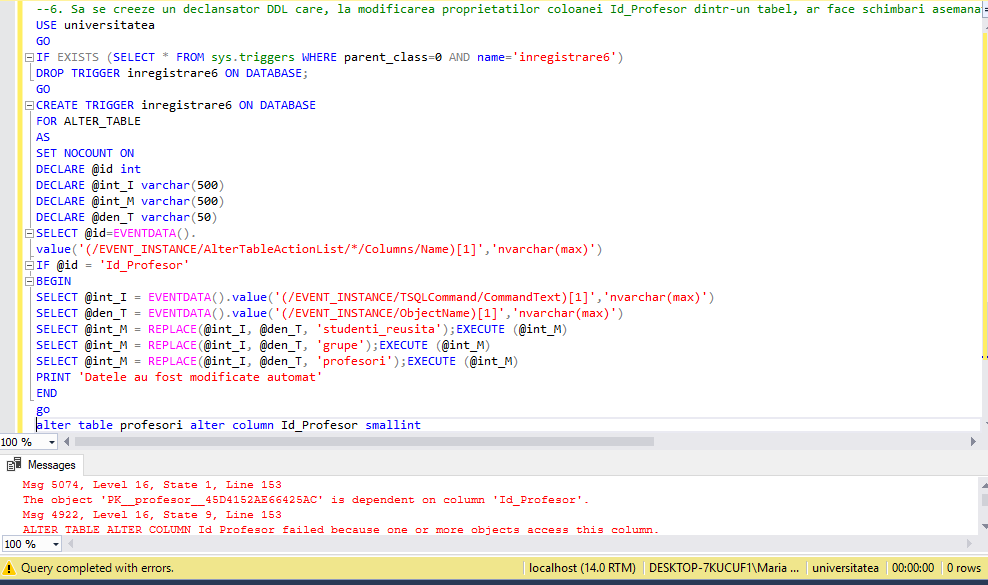 --6. Sa se creeze un declansator DDL care, la modificarea proprietatilor coloanei Id_Profesor dintr-un tabel, ar face schimbari asemana
USE universitatea
GO
IF EXISTS (SELECT * FROM sys.triggers WHERE parent_class=0 AND name='inregistrare6')
DROP TRIGGER inregistrare6 ON DATABASE;
GO
CREATE TRIGGER inregistrare6 ON DATABASE
FOR ALTER_TABLE
AS
SET NOCOUNT ON
DECLARE @id int
DECLARE @int_I varchar(500)
DECLARE @int_M varchar(500)
DECLARE @den_T varchar(50)
SELECT @id=EVENTDATA().
value('(/EVENT_INSTANCE/AlterTableActionList/*/Columns/Name)[1]','nvarchar(max)')
IF @id = 'Id_Profesor'
BEGIN
SELECT @int_I = EVENTDATA().value('(/EVENT_INSTANCE/TSQLCommand/CommandText)[1]','nvarchar(max)')
SELECT @den_T = EVENTDATA().value('(/EVENT_INSTANCE/ObjectName)[1]','nvarchar(max)')
SELECT @int_M = REPLACE(@int_I, @den_T, 'studenti_reusita');EXECUTE (@int_M)
SELECT @int_M = REPLACE(@int_I, @den_T, 'grupe');EXECUTE (@int_M)
SELECT @int_M = REPLACE(@int_I, @den_T, 'profesori');EXECUTE (@int_M)
PRINT 'Datele au fost modificate automat'
END
go
alter table profesori alter column Id_Profesor smallint
100 %
Messages
Msg 5074, Level 16, State 1, Line 153
The object 'PK__profesor__45D4152AE66425AC' is dependent on column 'Id_Profesor'.
Msg 4922, Level 16, State 9, Line 153
ALTER TABLE ALTER COLUMN Id_Profesor failed because one or more objects access this column.
100 %
Query completed with errors.
localhost (14.0 RTM)
DESKTOP-7KUCUF1\Maria ...
universitatea
00:00:00
0 rows